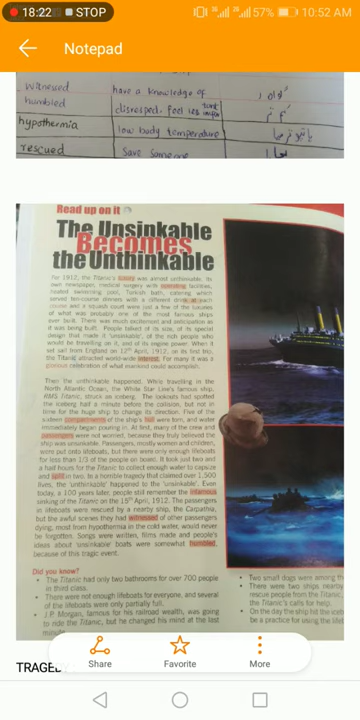 18:22 STOP
57% 10:52 AM
Notepad
witnessed have a knowledge of
humbled disresped. feel less
hypothermia low body temperature
rescued Save someone
Read up on it
The Unsinkable
Becomes
the Unthinkable
For 1912, the Titanic's luxury was almost unthinkable. Its
own newspaper, medical surgery with operating facilities,
heated swimming pool, Turkish bath, catering which
served ten-course dinners with a different drink at each
course and a squash court were just a few of the luxuries
of what was probably one of the most famous ships
ever built. There was much excitement and anticipation as
it was being built. People talked of its size, of its special
design that made it 'unsinkable', of the rich people who
would be travelling on it, and of its engine power. When it
set sail from England on April, 1912, on its first trip,
the Titanic attracted world-wide interest. For many it was a
glorious celebration of what mankind could accomplish.
Then the unthinkable happened. While travelling in the
North Atlantic Ocean, the White Star Line's famous ship,
RMS Titanic, struck an iceberg. The lookouts had spotted
the iceberg half a minute before the collision, but not in
time for the huge ship to change its direction. Five of the
sixteen compartments of the ship's hull were torn, and water
immediately began pouring in. At first, many of the crew and
passengers were not worried, because they truly believed the
ship was unsinkable. Passengers, mostly women and children,
were put onto lifeboats, but there were only enough lifeboats
for less than 1/3 of the people on board. It took just two and
a half hours for the Titanic to collect enough water to capsize
and split in two. In a horrible tragedy that claimed over 1,500
lives, the 'unthinkable' happened to the 'unsinkable'. Even
today, a 100 years later, people still remember the infamous
sinking of the Titanic on the 15th April, 1912. The passengers
in lifeboats were rescued by a nearby ship, the Carpathia,
but the awful scenes they had witnessed of other passengers
dying, most from hypothermia in the cold water, would never
be forgotten. Songs were written, films made and people's
ideas about 'unsinkable' boats were somewhat humbled,
because of this tragic event.
Did you know?
• The Titanic had only two bathrooms for over 700 people
in third class.
• There were not enough lifeboats for everyone, and several
of the lifeboats were only partially full.
• J.P. Morgan, famous for his railroad wealth, was going
to ride the Titanic, but he changed his mind at the last
minute.
• Two small dogs were among th
• There were two ships nearby
rescue people from the Titanic,
the Titanic's calls for help.
• On the day the ship hit the iceb
be a practice for using the lifeb
TRAGED
Share
Favorite
More